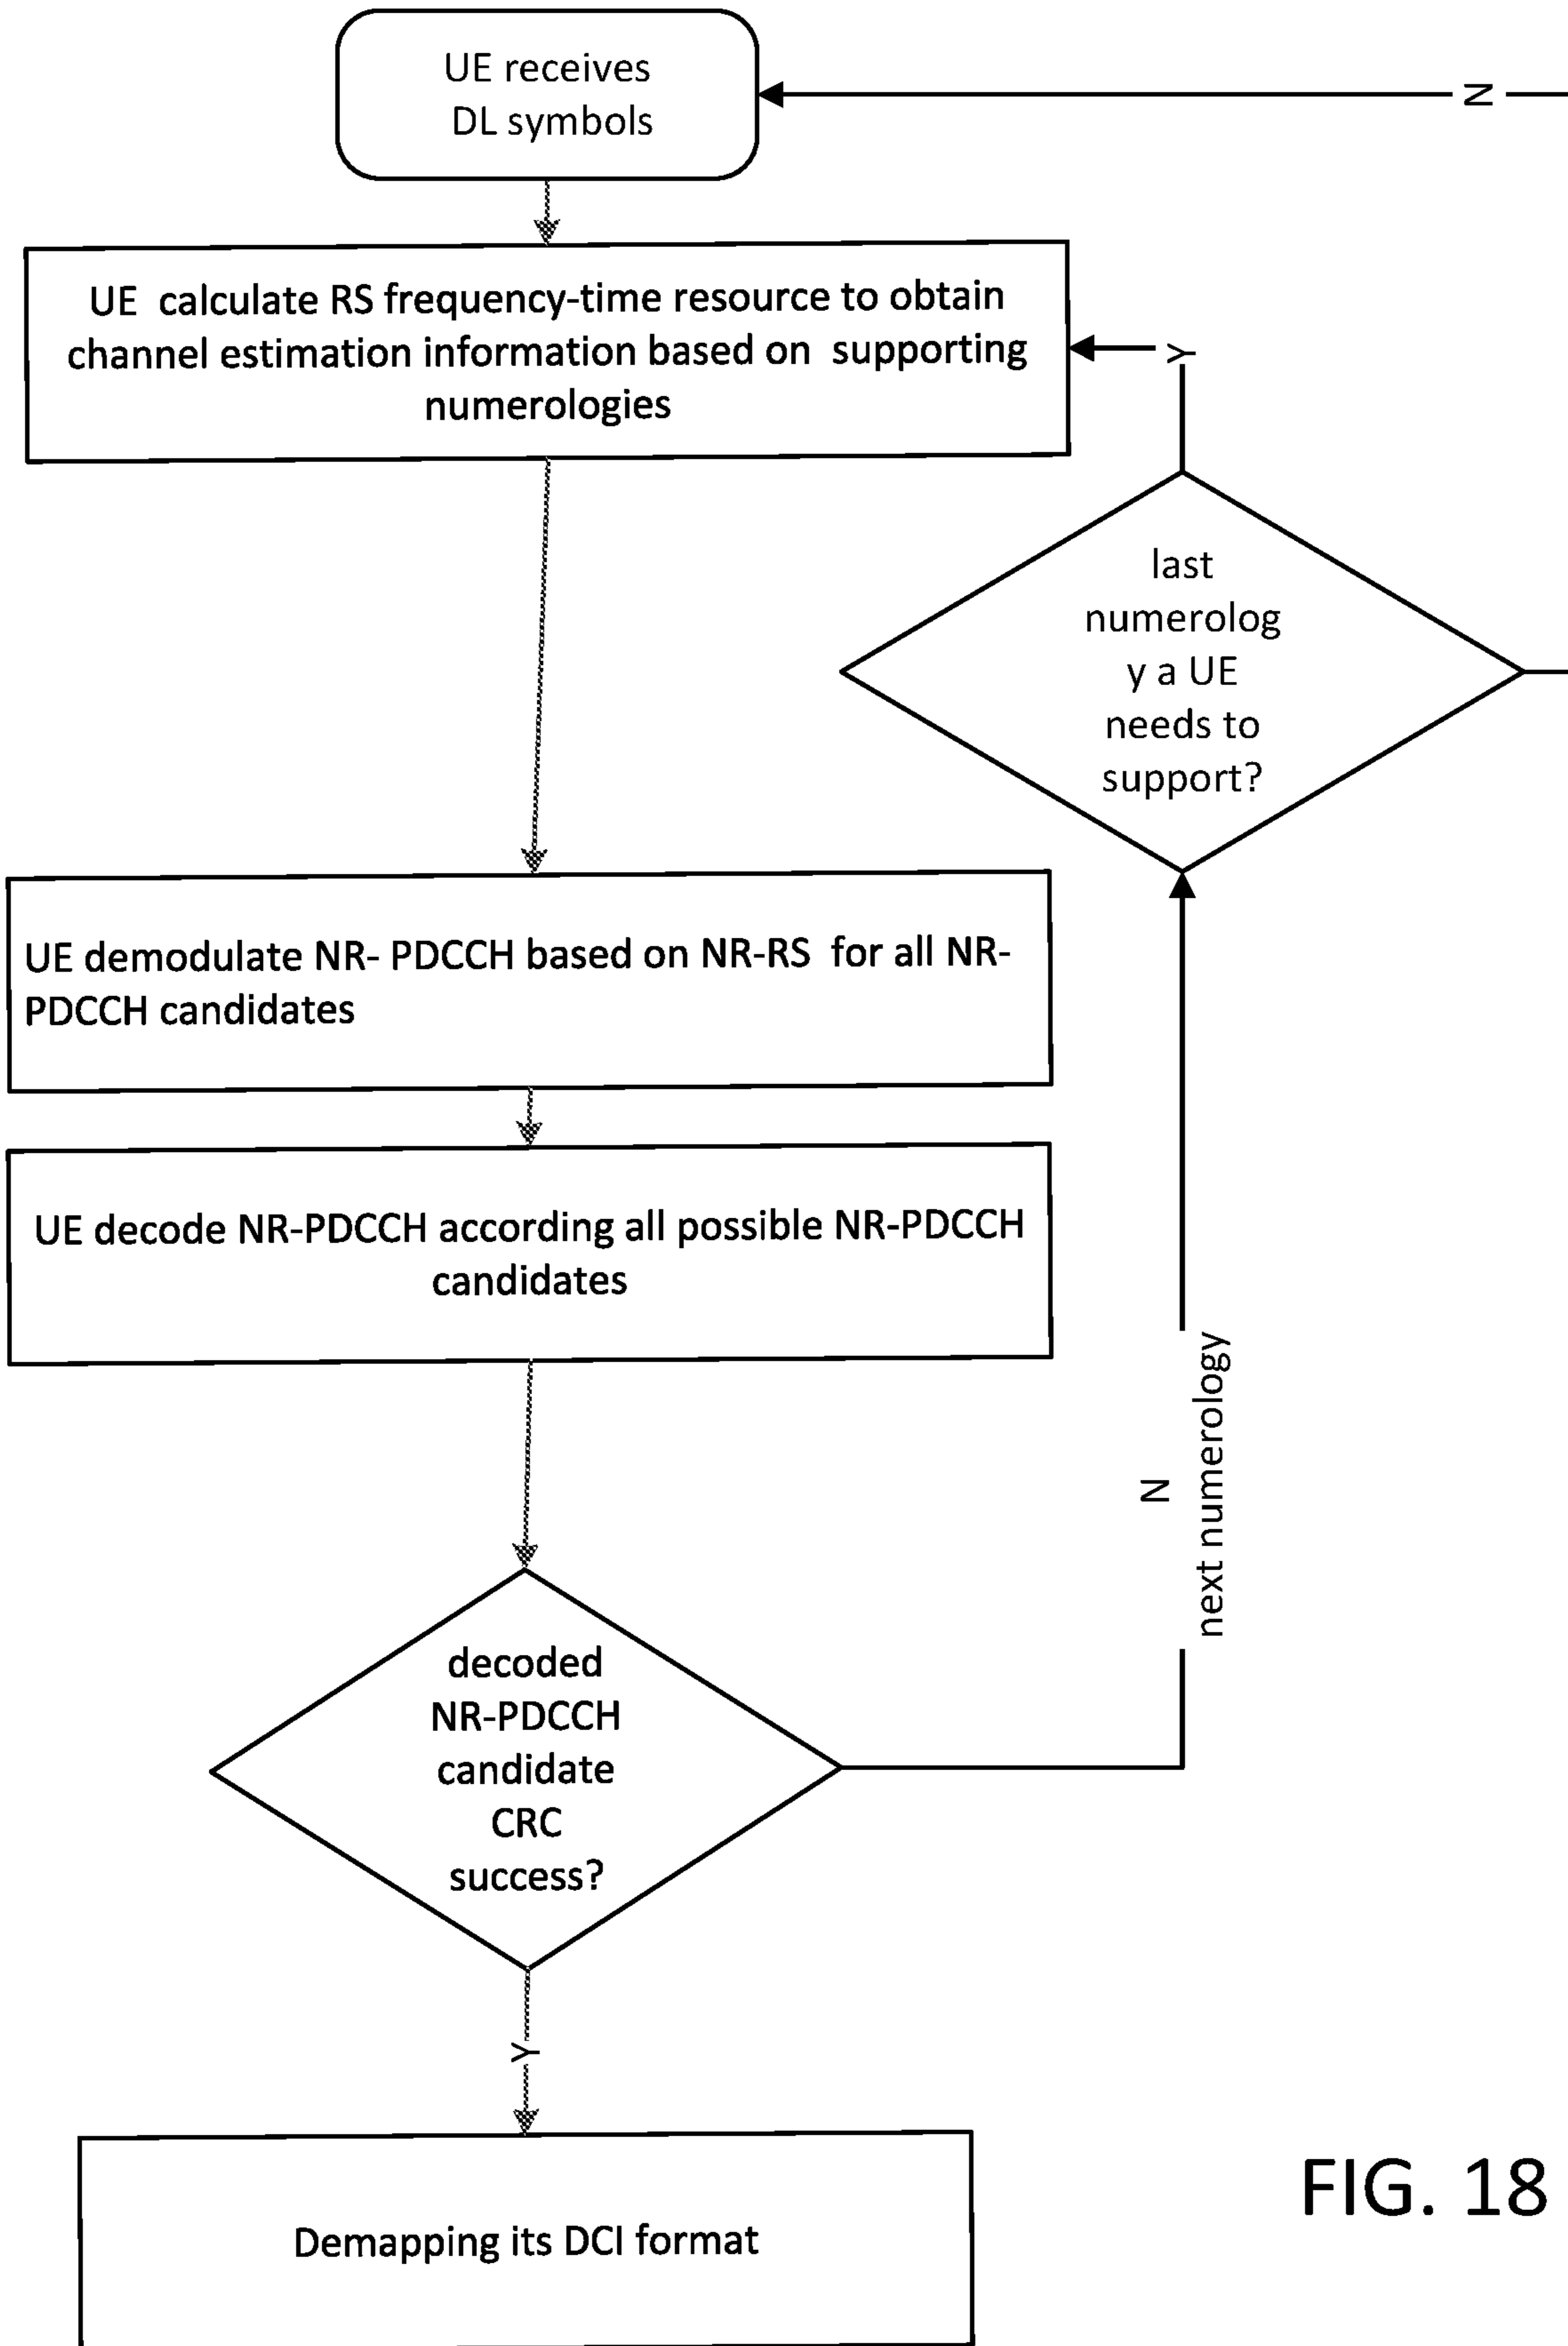 UE receives
DL symbols
N
UE calculate RS frequency-time resource to obtain
channel estimation information based on supporting
numerologies
Y
last
numerolog
y a UE
needs to
support?
UE demodulate NR- PDCCH based on NR-RS for all NR-
PDCCH candidates
UE decode NR-PDCCH according all possible NR-PDCCH
candidates
N
next numerology
decoded
NR-PDCCH
candidate
CRC
success?
Y
Demapping its DCI format
FIG. 18